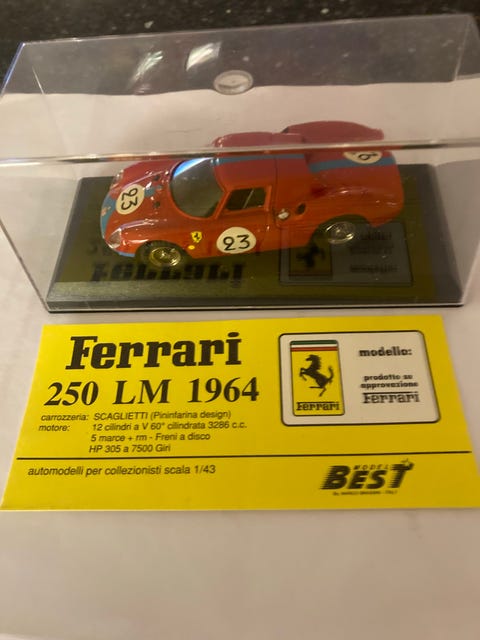 23
23
23
Ferrari
250 LM 1964
carrozzeria: SCAGLIETTI (Pininfarina design)
motore: 12 cilindri a V 60° cilindrata 3286 c.c.
5 marce + rm - Freni a disco
HP 305 a 7500 Giri
automodelli per collezionisti scala 1/43
Ferrari
modello:
prodotto su
approvazione
Ferrari
MODEL
BEST